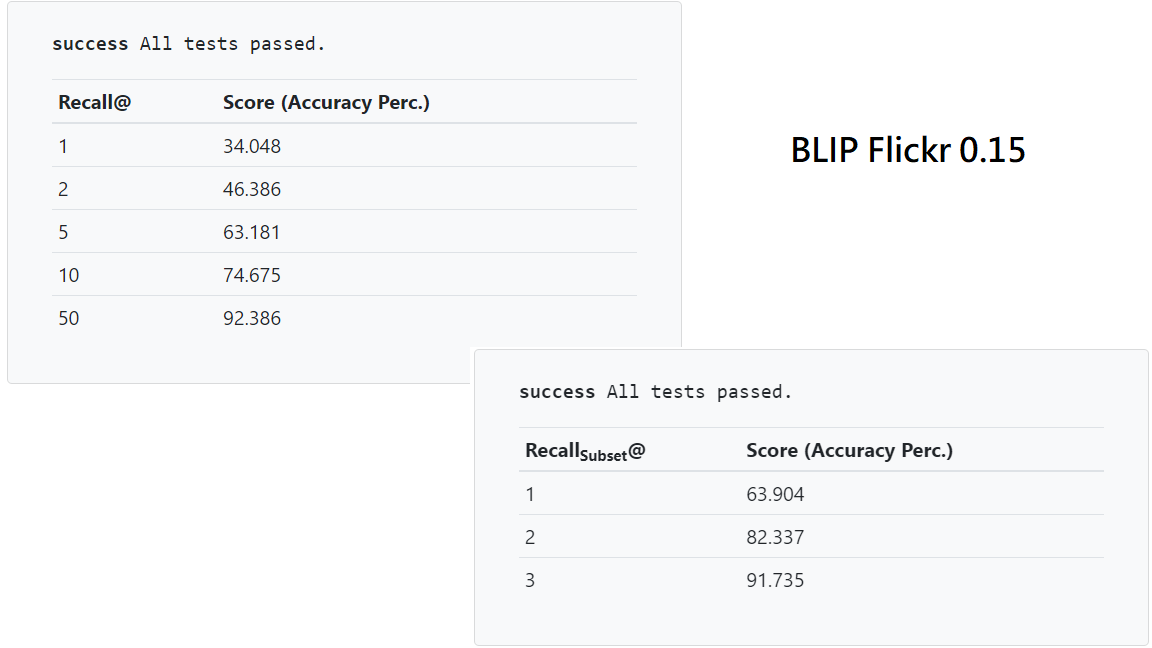 success All tests passed.
Recall@ Score (Accuracy Perc.)
1 34.048
2 46.386
5 63.181
10 74.675
50 92.386
BLIP Flickr 0.15
success All tests passed.
RecallSubset@ Score (Accuracy Perc.)
1 63.904
2 82.337
3 91.735